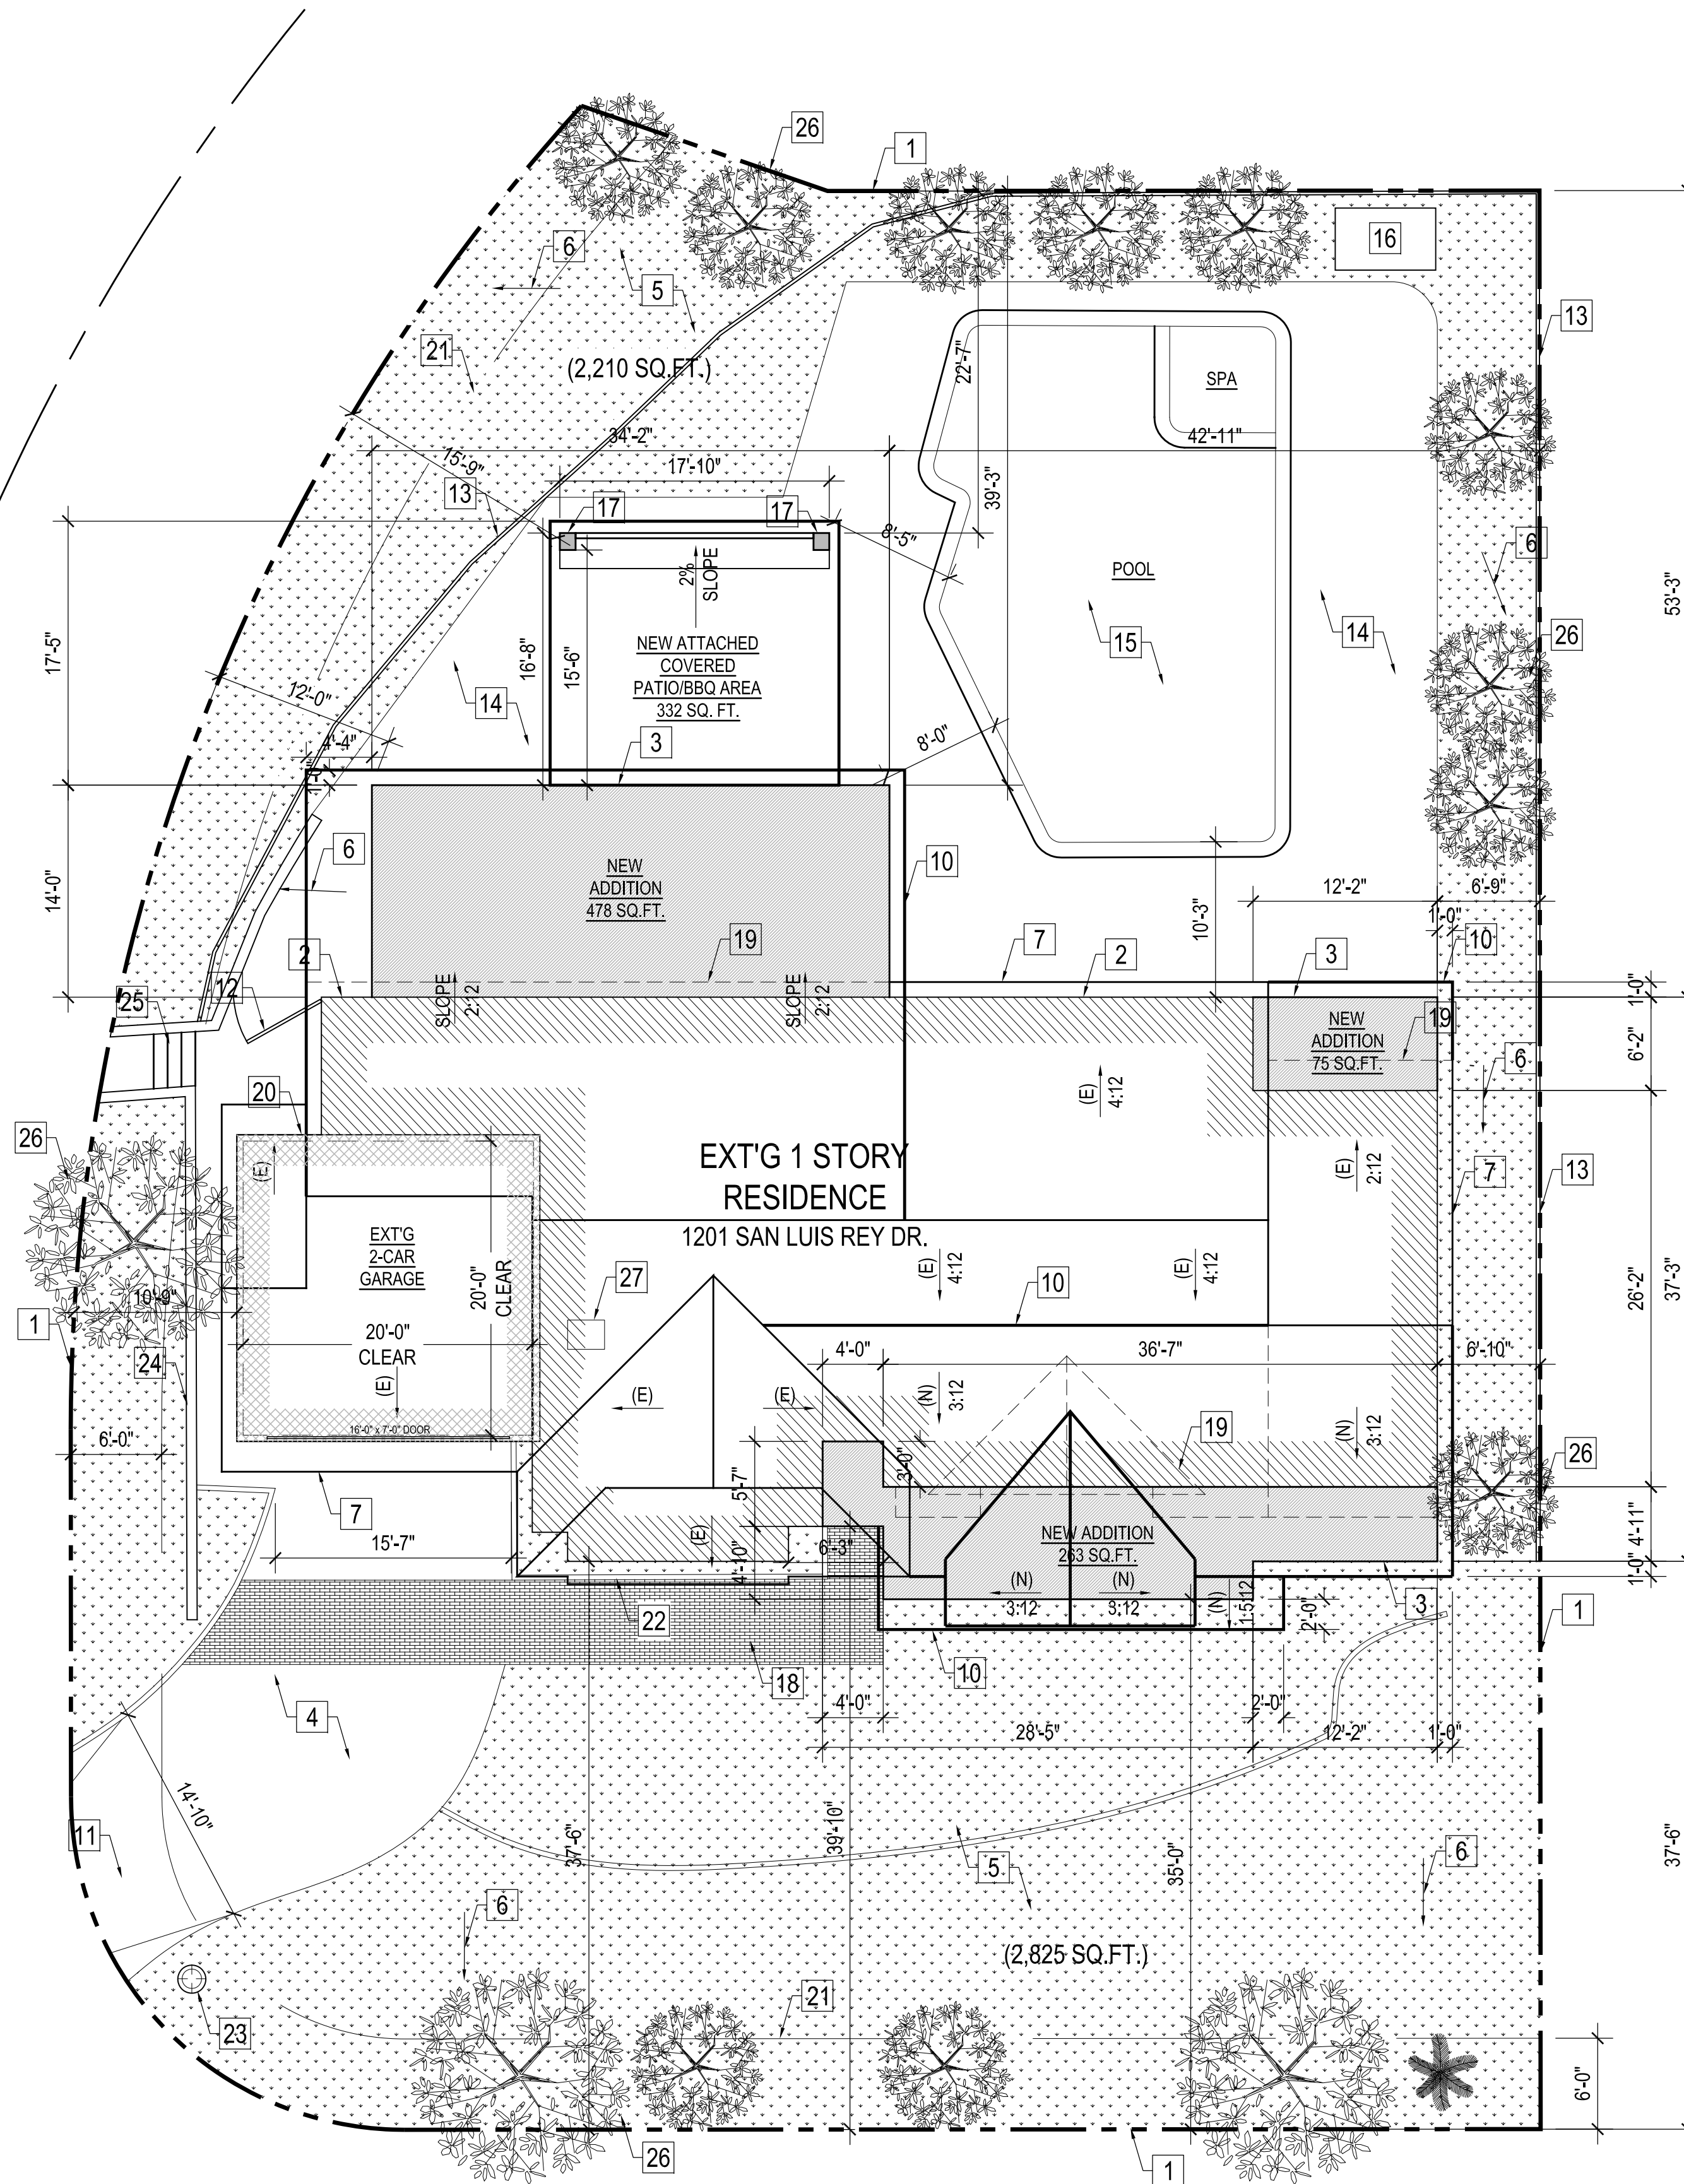 26
1
16
6
5
13
21
(2,210 SQ.FT.)
22'-7"
SPA
34'-2"
42'-11"
15'-9"
17'-10"
13
17
17
39'-3"
8'-5"
6
2%
SLOPE
POOL
53'-3"
17'-5"
NEW ATTACHED
COVERED
PATIO/BBQ AREA
332 SQ. FT.
16'-8"
15'-6"
15
14
26
12'-0"
14
4'-4"
3
8'-0"
1'-0"
6
NEW
ADDITION
478 SQ.FT.
10
14'-0"
12'-2"
6'-9"
10'-3"
1'-0"
2
19
7
2
3
10
25
12
SLOPE
2:12
SLOPE
2:12
1'-0"
NEW
ADDITION
75 SQ.FT.
19
6'-2"
6
20
(E)
4:12
26
(E)
EXT'G 1 STORY
RESIDENCE
1201 SAN LUIS REY DR.
(E)
2:12
7
13
EXT'G
2-CAR
GARAGE
20'-0"
CLEAR
(E)
4:12
(E)
4:12
27
10
26'-2"
37'-3"
10'-9"
1
20'-0"
CLEAR
24
4'-0"
36'-7"
6'-10"
(E)
(E)
(E)
(N)
3:12
(N)
3:12
19
16'-0" x 7'-0" DOOR
6'-0"
26
5'-7"
3'-0"
7
15'-7"
(E)
NEW ADDITION
263 SQ.FT.
4'-11"
6'-3"
4'-10"
1'-0"
(N)
3:12
(N)
3:12
(N)
1.5:12
2'-0"
3
22
1
18
10
4
4'-0"
2'-0"
28'-5"
12'-2"
1'-0"
14'-10"
11
37'-6"
39'-10"
35'-0"
37'-6"
5
6
6
(2,825 SQ.FT.)
21
23
6'-0"
26
1